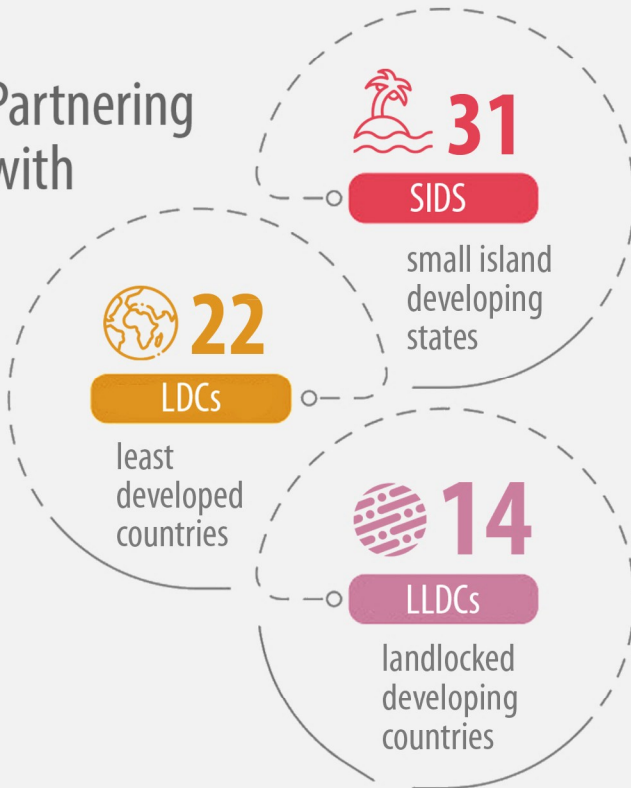 Partnering
with
31
SIDS
small island
developing
states
22
LDCs
least
developed
countries
14
LLDCs
landlocked
developing
countries